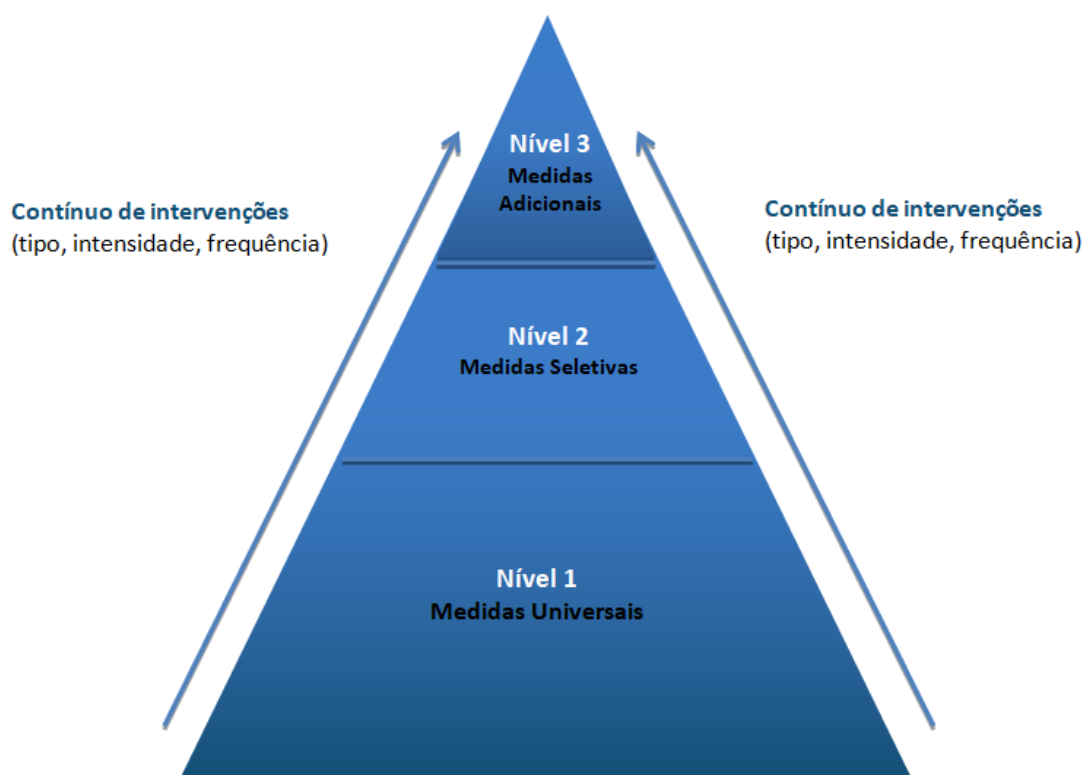 Nível 3
Medidas
Adicionais
Contínuo de intervenções
(tipo, intensidade, frequência)
Contínuo de intervenções
(tipo, intensidade, frequência)
Nível 2
Medidas Seletivas
Nível 1
Medidas Universais